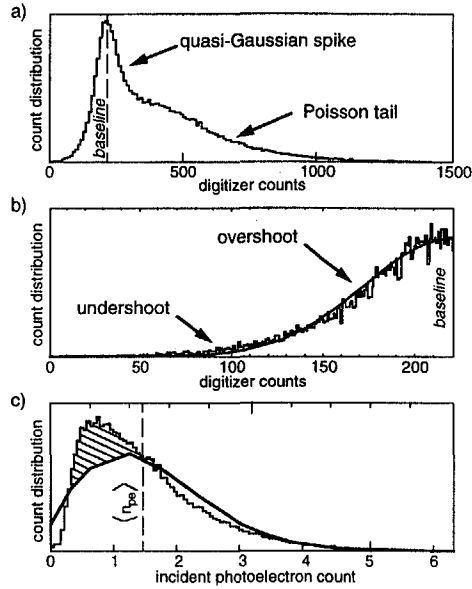 a)
count distribution
baseline
quasi-Gaussian spike
Poisson tail
0 500 1000 1500
digitizer counts
b)
count distribution
undershoot
overshoot
baseline
0 50 100 150 200
digitizer counts
c)
count distribution
⟨n_pe⟩
0 1 2 3 4 5 6
incident photoelectron count